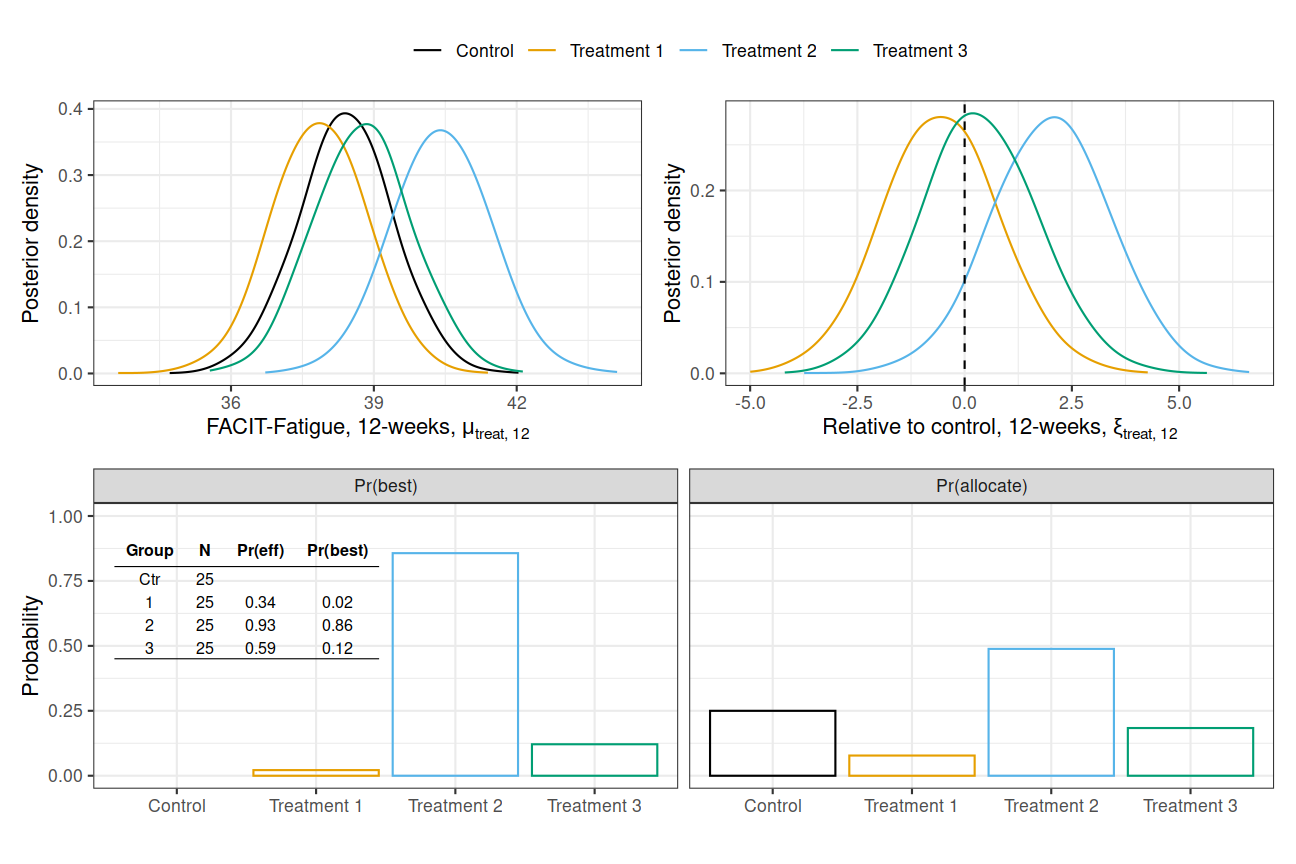 Control Treatment 1 Treatment 2 Treatment 3
Posterior density
0.4
0.3
0.2
0.1
0.0
36 39 42
FACIT-Fatigue, 12-weeks, μtreat, 12
Posterior density
0.2
0.1
0.0
-5.0 -2.5 0.0 2.5 5.0
Relative to control, 12-weeks, ξtreat, 12
Pr(best) Pr(allocate)
Probability
1.00
0.75
0.50
0.25
0.00
Group N Pr(eff) Pr(best)
Ctr 25
1 25 0.34 0.02
2 25 0.93 0.86
3 25 0.59 0.12
Control Treatment 1 Treatment 2 Treatment 3
Control Treatment 1 Treatment 2 Treatment 3